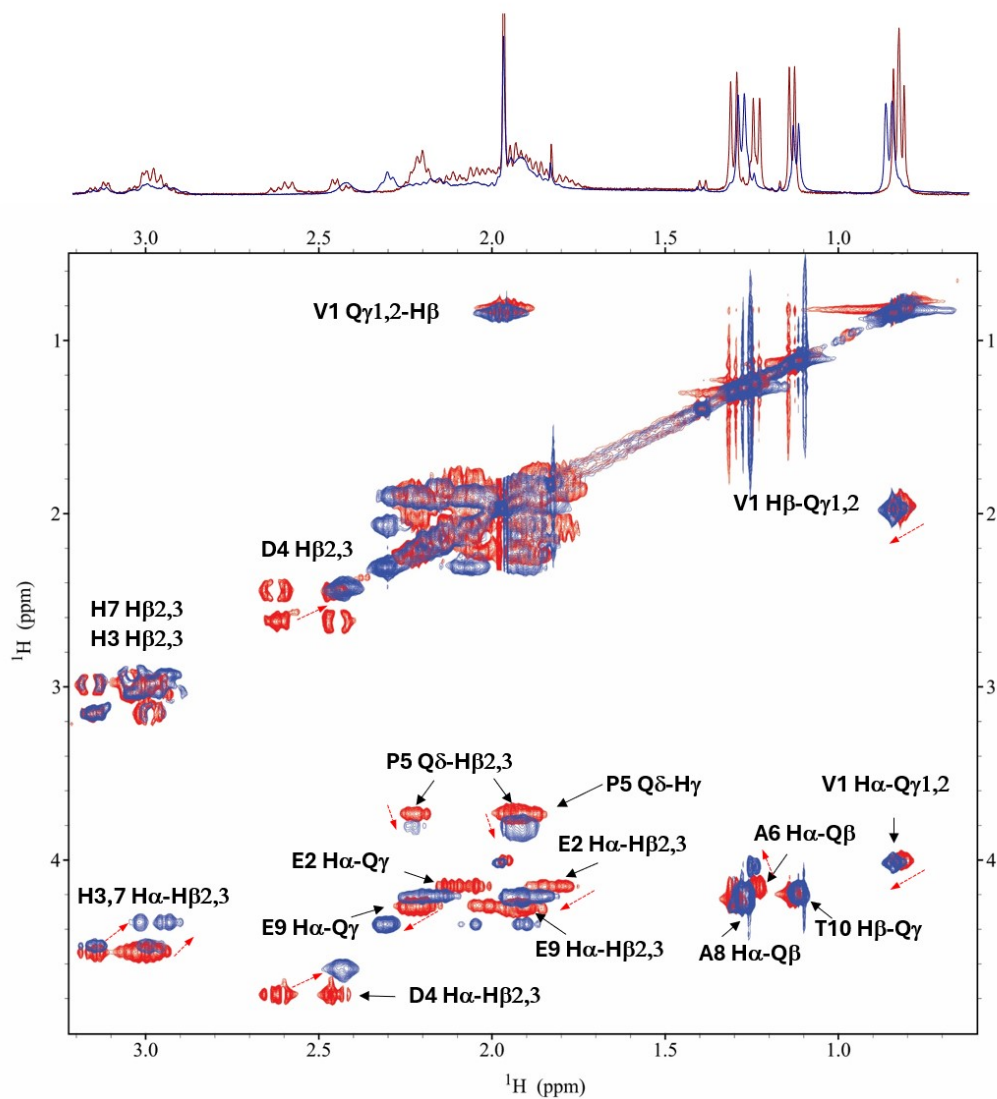 3.0 2.5 2.0 1.5 1.0
V1 Qγ1,2-Hβ
1 1
V1 Hβ-Qγ1,2
2 2
D4 Hβ2,3
H7 Hβ2,3
H3 Hβ2,3
¹H (ppm)
3 3
P5 Qδ-Hβ2,3
P5 Qδ-Hγ
V1 Hα-Qγ1,2
E2 Hα-Qγ
E2 Hα-Hβ2,3
A6 Hα-Qβ
4 4
H3,7 Hα-Hβ2,3
E9 Hα-Qγ
E9 Hα-Hβ2,3
T10 Hβ-Qγ
A8 Hα-Qβ
D4 Hα-Hβ2,3
3.0 2.5 2.0 1.5 1.0
¹H (ppm)